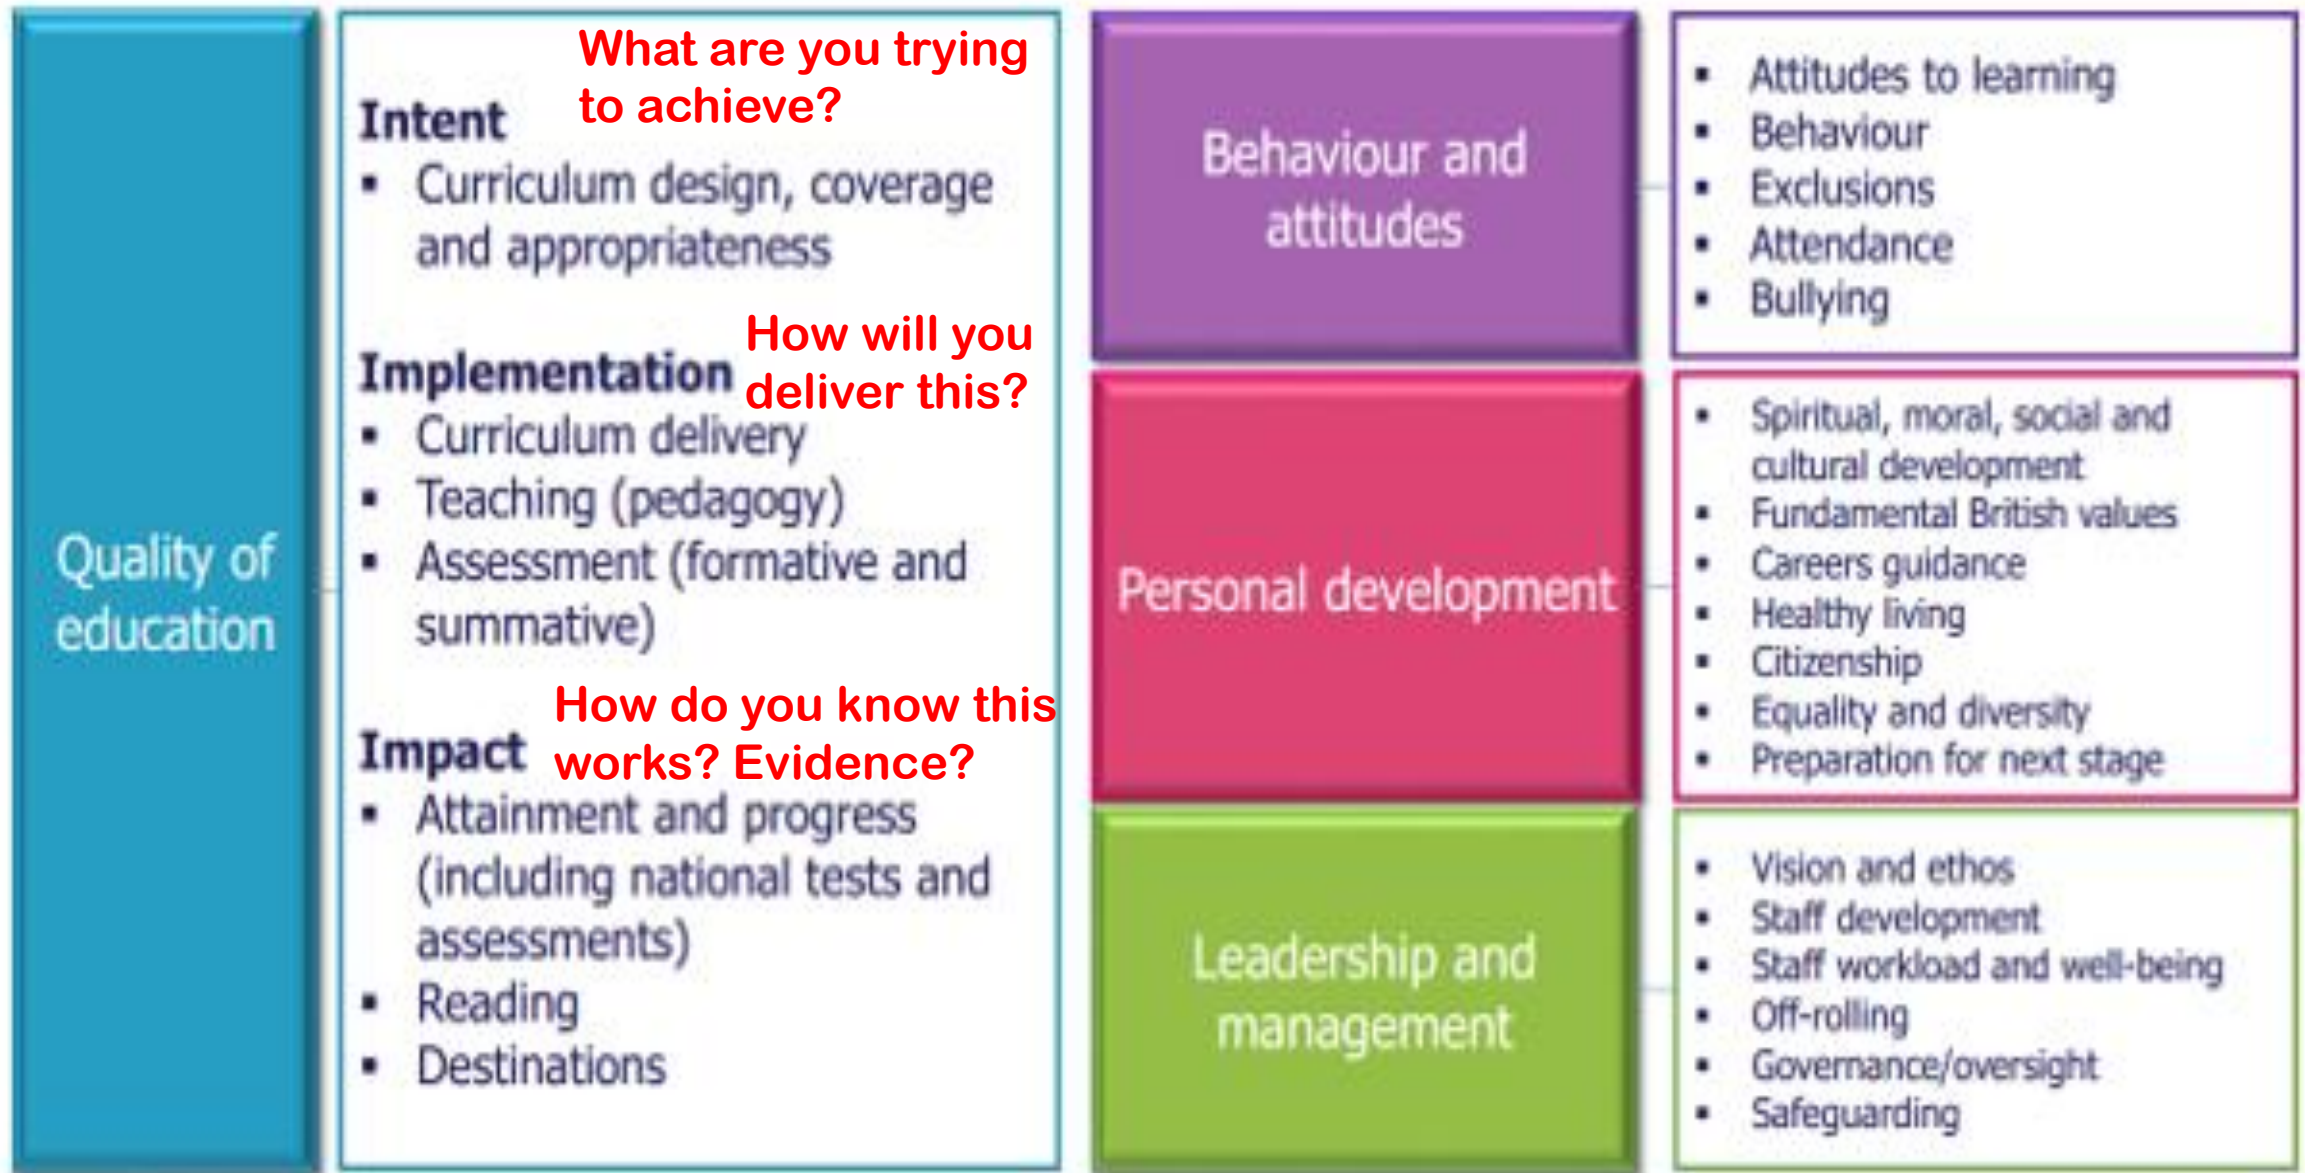 Quality of
education
What are you trying
to achieve?
Intent
▪ Curriculum design, coverage
and appropriateness
How will you
deliver this?
Implementation
▪ Curriculum delivery
▪ Teaching (pedagogy)
▪ Assessment (formative and
summative)
How do you know this
works? Evidence?
Impact
▪ Attainment and progress
(including national tests and
assessments)
▪ Reading
▪ Destinations
Behaviour and
attitudes
▪ Attitudes to learning
▪ Behaviour
▪ Exclusions
▪ Attendance
▪ Bullying
Personal development
▪ Spiritual, moral, social and
cultural development
▪ Fundamental British values
▪ Careers guidance
▪ Healthy living
▪ Citizenship
▪ Equality and diversity
▪ Preparation for next stage
Leadership and
management
▪ Vision and ethos
▪ Staff development
▪ Staff workload and well-being
▪ Off-rolling
▪ Governance/oversight
▪ Safeguarding